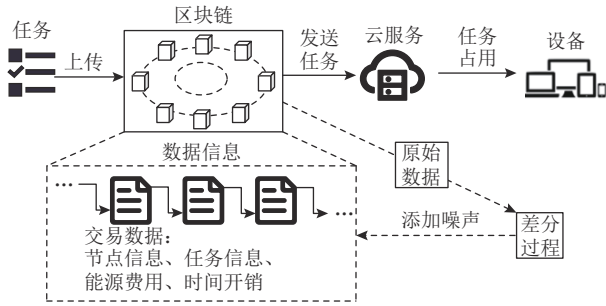 任务
上传
区块链
发送
任务
云服务
任务
占用
设备
数据信息
原始
数据
...
...
交易数据:
节点信息、任务信息、
能源费用、时间开销
添加噪声
差分
过程